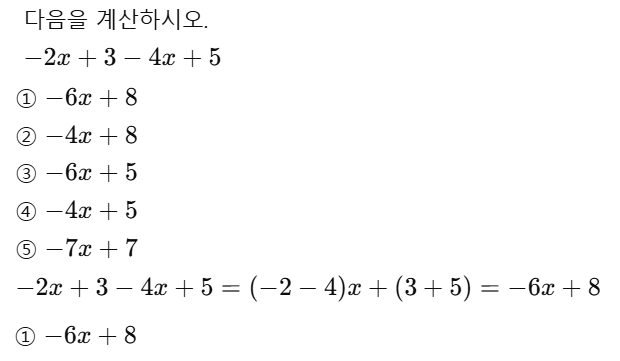 다음을 계산하시오.
−2x + 3 − 4x + 5
① −6x + 8
② −4x + 8
③ −6x + 5
④ −4x + 5
⑤ −7x + 7
−2x + 3 − 4x + 5 = (−2 − 4)x + (3 + 5) = −6x + 8
① −6x + 8